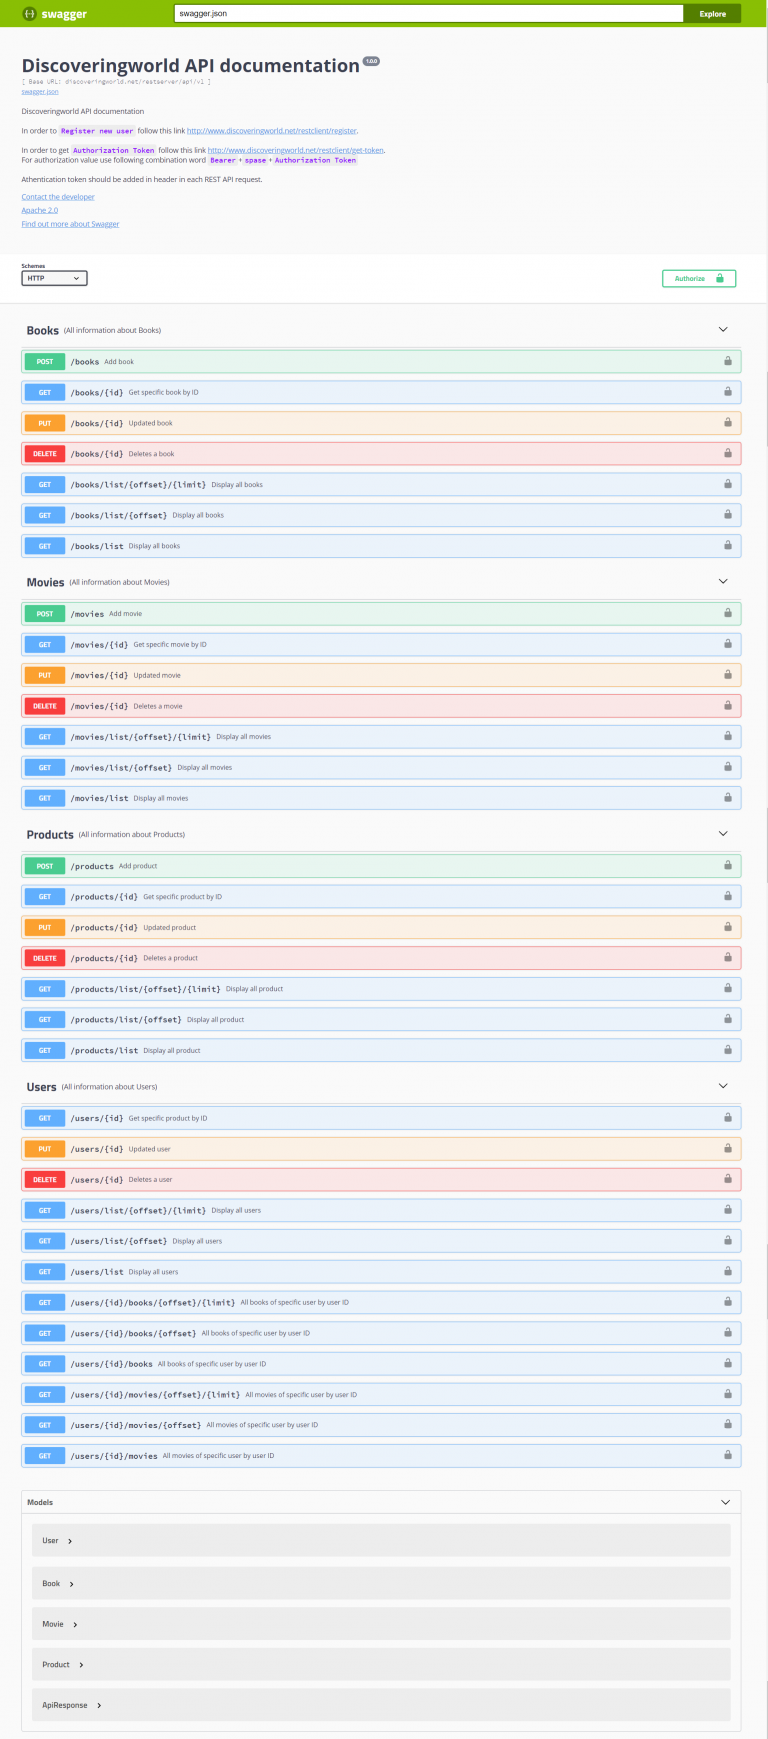 swagger
swagger.json
Explore
Discoveringworld API documentation 1.0.0
[ Base URL: discoveringworld.net/restserver/api/v1 ]
swagger.json
Discoveringworld API documentation
In order to Register new user follow this link http://www.discoveringworld.net/restclient/register.
In order to get Authorization Token follow this link http://www.discoveringworld.net/restclient/get-token.
For authorization value use following combination word Bearer + spase + Authorization Token
Athentication token should be added in header in each REST API request.
Contact the developer
Apache 2.0
Find out more about Swagger
Schemes
HTTP
Authorize
Books (All information about Books)
POST /books Add book
GET /books/{id} Get specific book by ID
PUT /books/{id} Updated book
DELETE /books/{id} Deletes a book
GET /books/list/{offset}/{limit} Display all books
GET /books/list/{offset} Display all books
GET /books/list Display all books
Movies (All information about Movies)
POST /movies Add movie
GET /movies/{id} Get specific movie by ID
PUT /movies/{id} Updated movie
DELETE /movies/{id} Deletes a movie
GET /movies/list/{offset}/{limit} Display all movies
GET /movies/list/{offset} Display all movies
GET /movies/list Display all movies
Products (All information about Products)
POST /products Add product
GET /products/{id} Get specific product by ID
PUT /products/{id} Updated product
DELETE /products/{id} Deletes a product
GET /products/list/{offset}/{limit} Display all product
GET /products/list/{offset} Display all product
GET /products/list Display all product
Users (All information about Users)
GET /users/{id} Get specific product by ID
PUT /users/{id} Updated user
DELETE /users/{id} Deletes a user
GET /users/list/{offset}/{limit} Display all users
GET /users/list/{offset} Display all users
GET /users/list Display all users
GET /users/{id}/books/{offset}/{limit} All books of specific user by user ID
GET /users/{id}/books/{offset} All books of specific user by user ID
GET /users/{id}/books All books of specific user by user ID
GET /users/{id}/movies/{offset}/{limit} All movies of specific user by user ID
GET /users/{id}/movies/{offset} All movies of specific user by user ID
GET /users/{id}/movies All movies of specific user by user ID
Models
User
Book
Movie
Product
ApiResponse